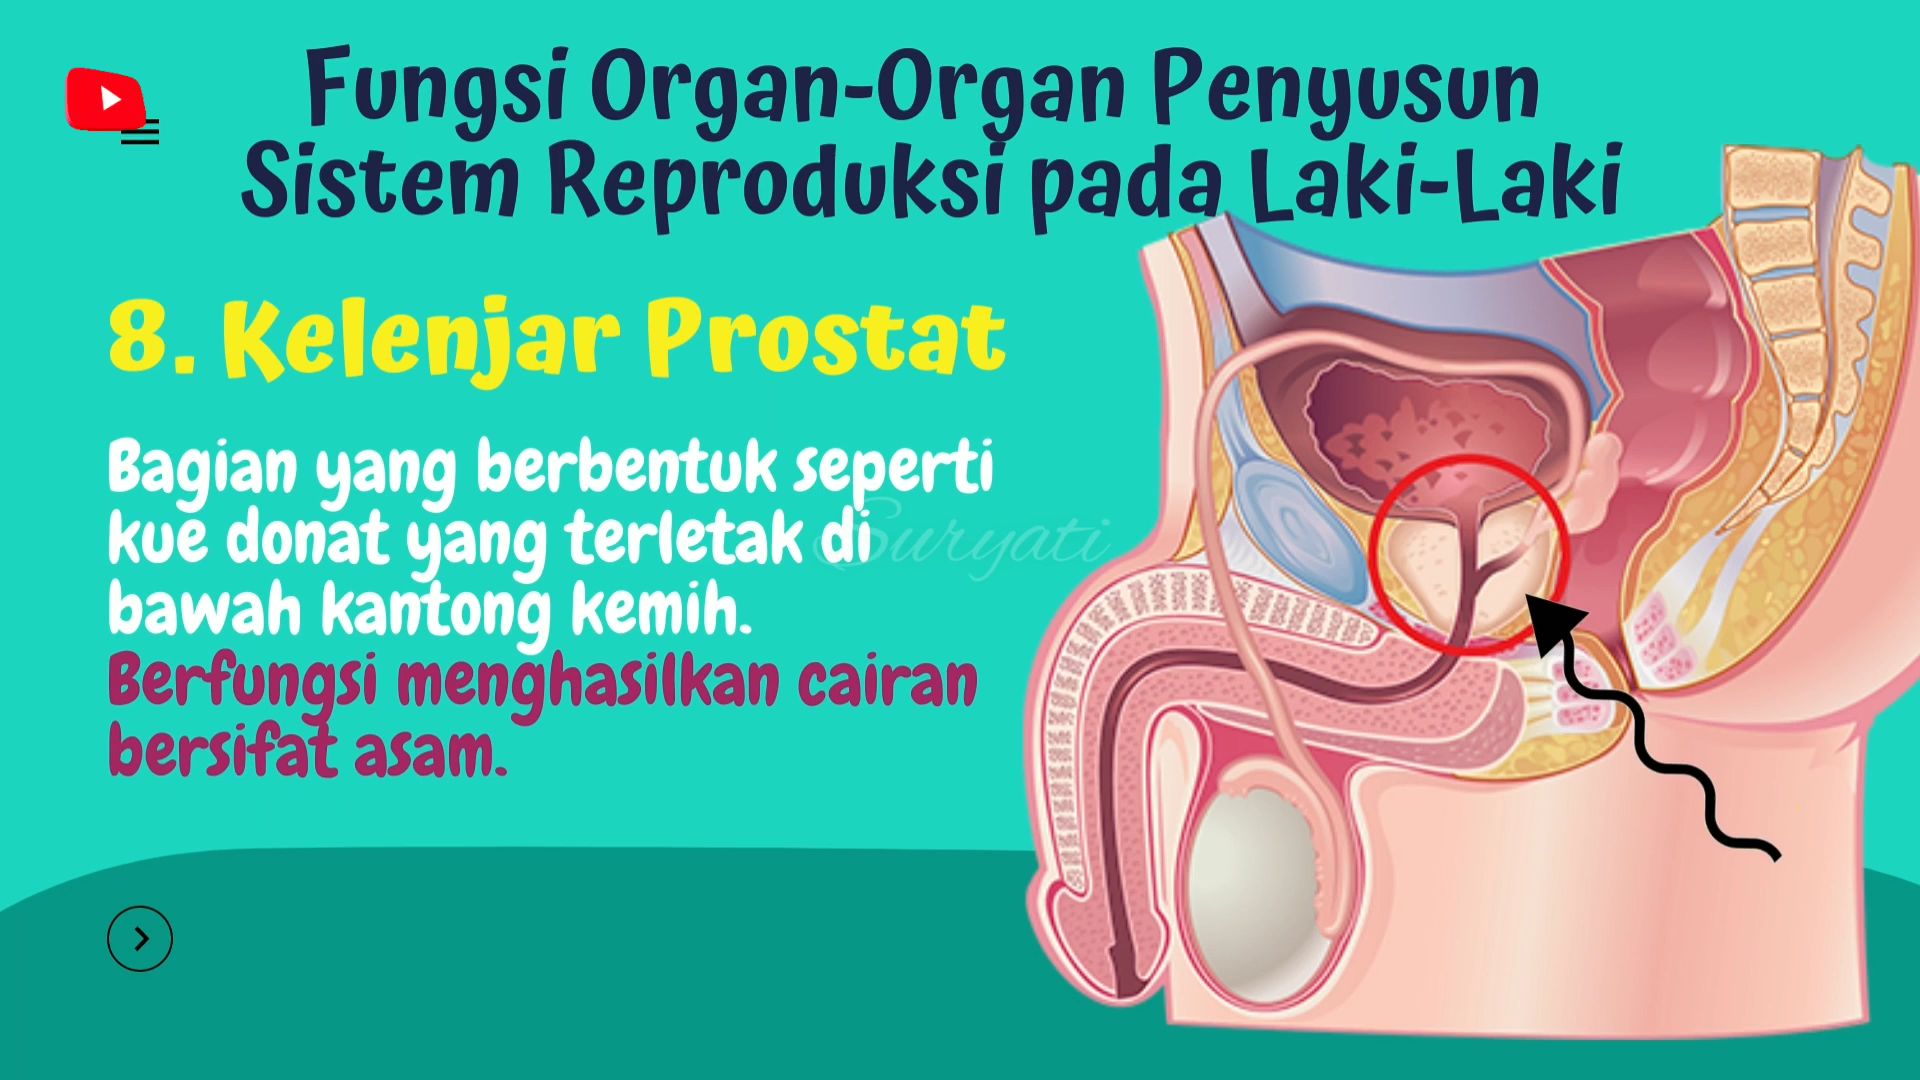 Fungsi Organ-Organ Penyusun
Sistem Reproduksi pada Laki-Laki
8. Kelenjar Prostat
Bagian yang berbentuk seperti
kue donat yang terletak di
bawah kantong kemih.
Berfungsi menghasilkan cairan
bersifat asam.
Suryati